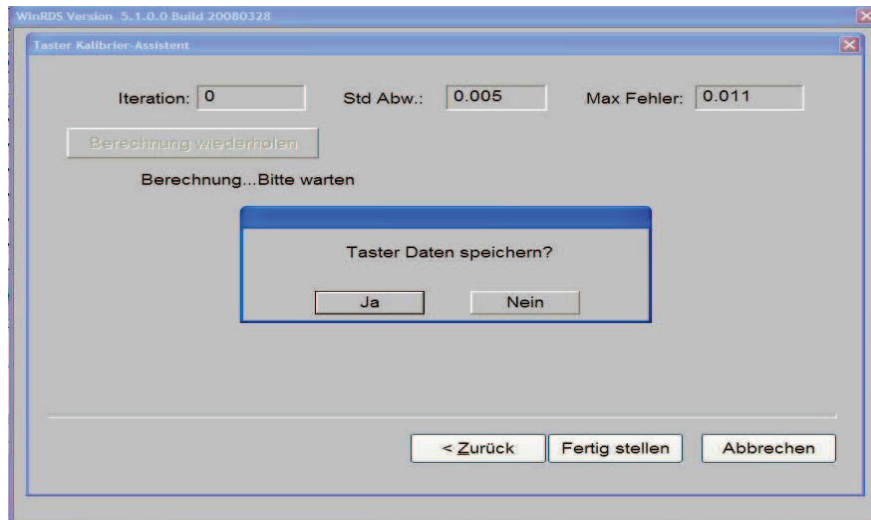 WinRDS Version 5.1.0.0 Build 20080328
Taster Kalibrier-Assistent
Iteration: 0 Std Abw.: 0.005 Max Fehler: 0.011
Berechnung wiederholen
Berechnung...Bitte warten
Taster Daten speichern?
Ja Nein
< Zurück Fertig stellen Abbrechen